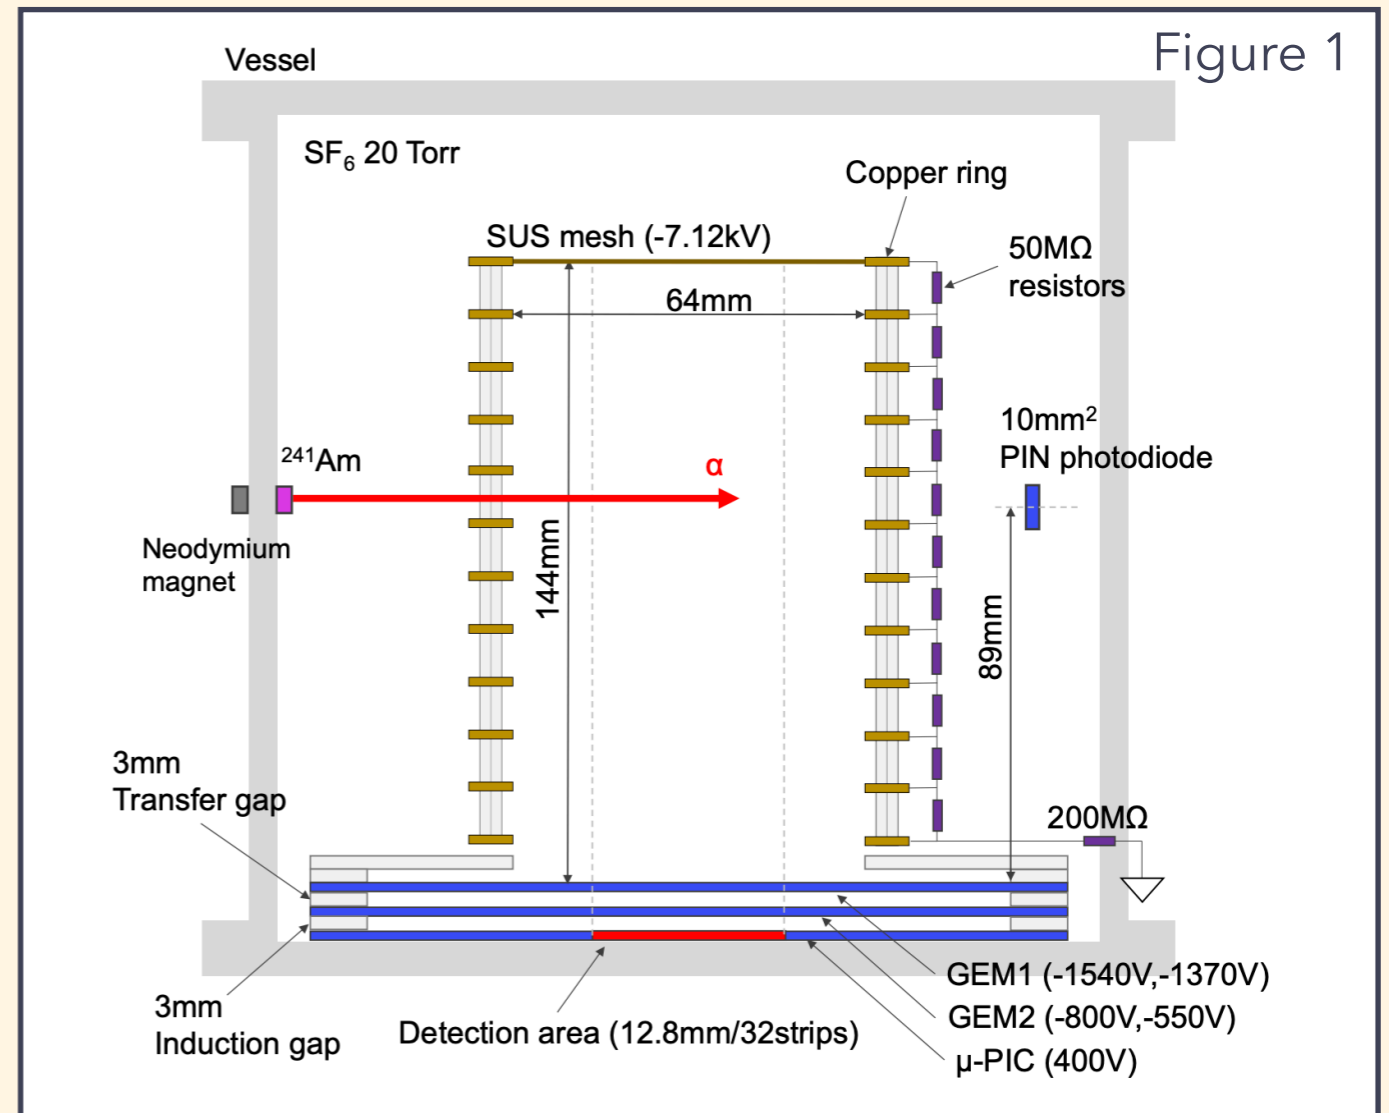 Figure 1
Vessel
SF6 20 Torr
Copper ring
SUS mesh (-7.12kV)
50MΩ
resistors
64mm
10mm2
PIN photodiode
241Am
α
Neodymium
magnet
144mm
89mm
3mm
Transfer gap
200MΩ
GEM1 (-1540V,-1370V)
GEM2 (-800V,-550V)
μ-PIC (400V)
3mm
Induction gap
Detection area (12.8mm/32strips)